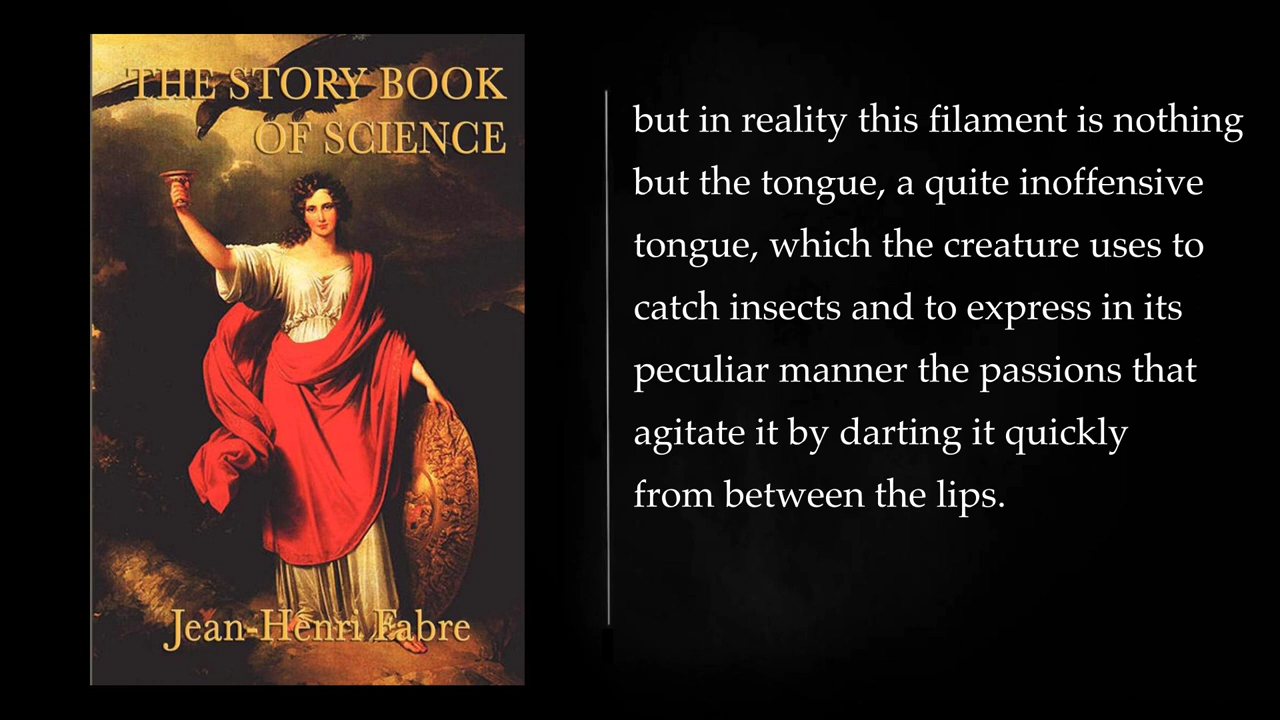 THE STORY BOOK
OF SCIENCE
Jean-Henri Fabre
but in reality this filament is nothing
but the tongue, a quite inoffensive
tongue, which the creature uses to
catch insects and to express in its
peculiar manner the passions that
agitate it by darting it quickly
from between the lips.